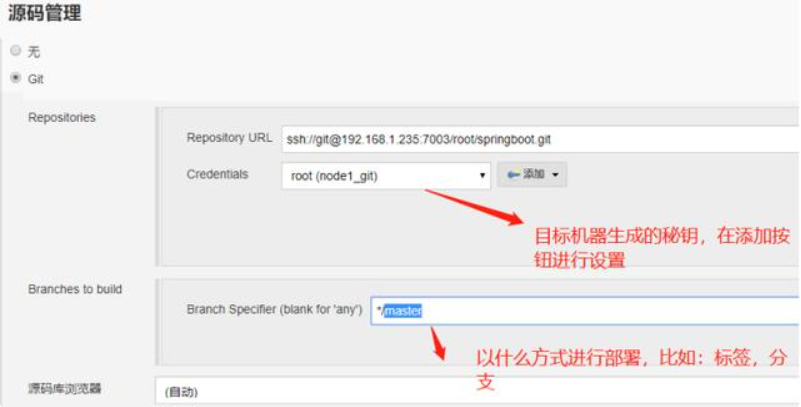 源码管理
无
Git
Repositories
Repository URL ssh://git@192.168.1.235:7003/root/springboot.git
Credentials root (node1_git) 添加
目标机器生成的秘钥，在添加按
钮进行设置
Branches to build
Branch Specifier (blank for 'any') */master
以什么方式进行部署，比如：标签，分
支
源码库浏览器 (自动)